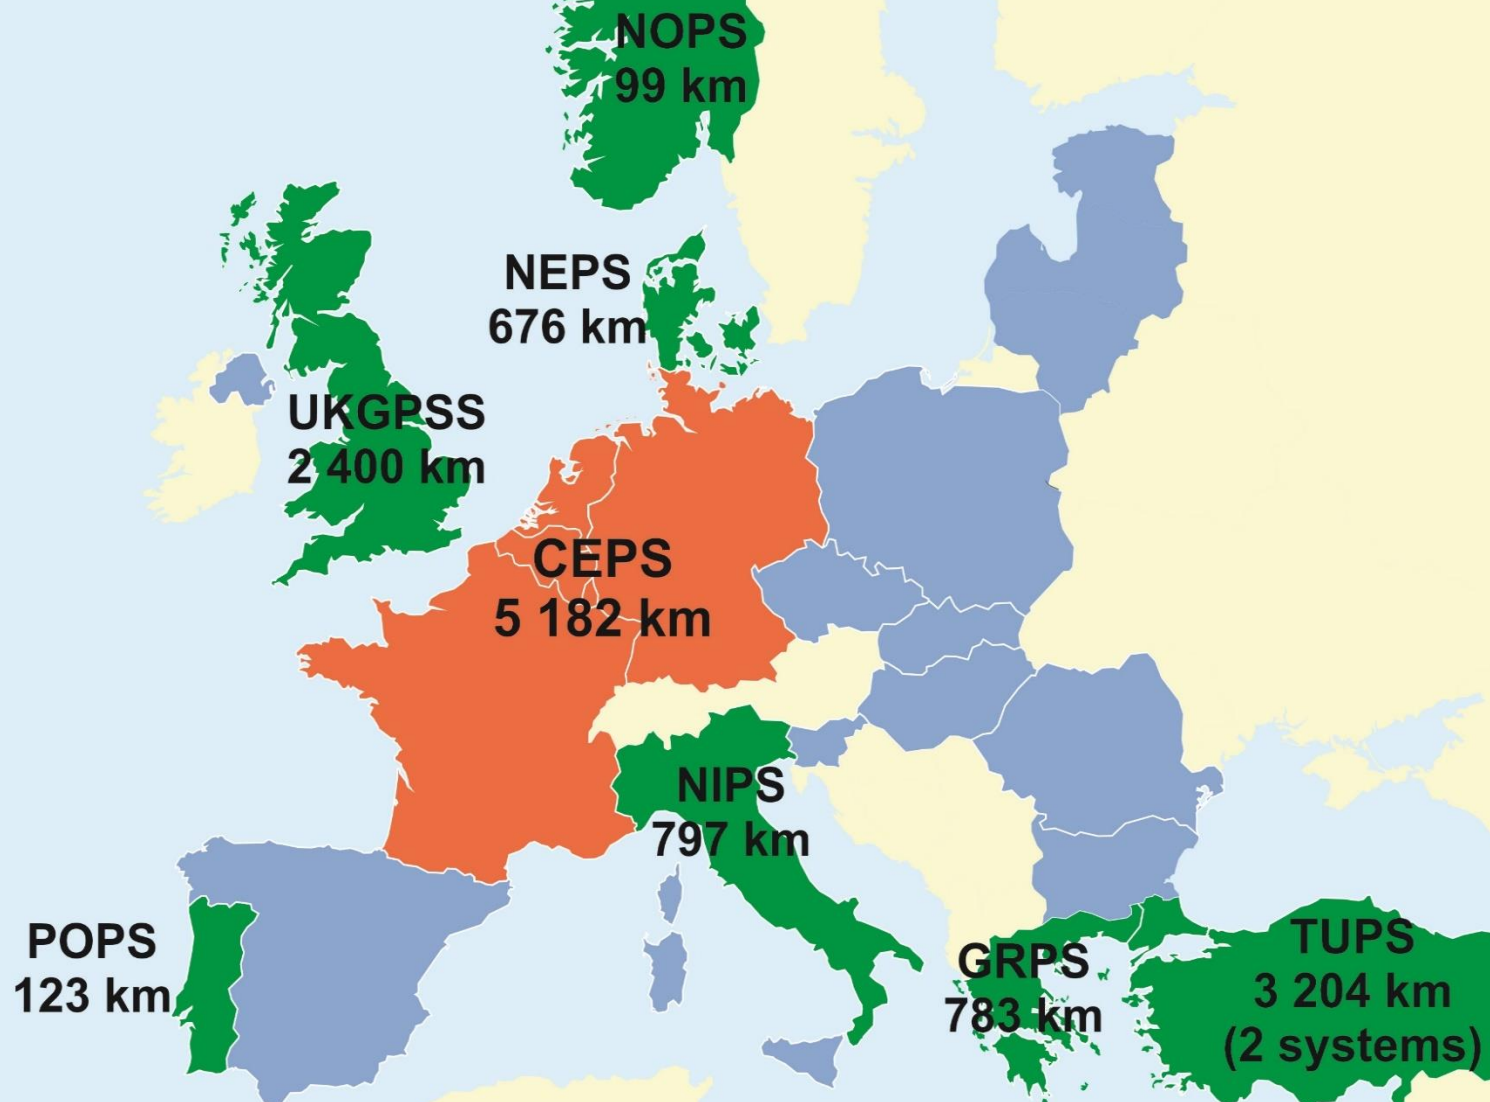 NOPS
99 km
NEPS
676 km
UKGPSS
2 400 km
CEPS
5 182 km
NIPS
797 km
POPS
123 km
GRPS
783 km
TUPS
3 204 km
(2 systems)